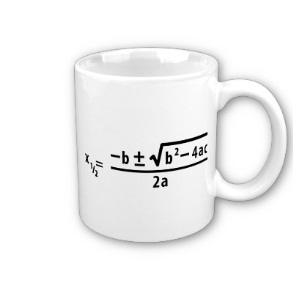 x½= −b ± √b²−4ac
2a